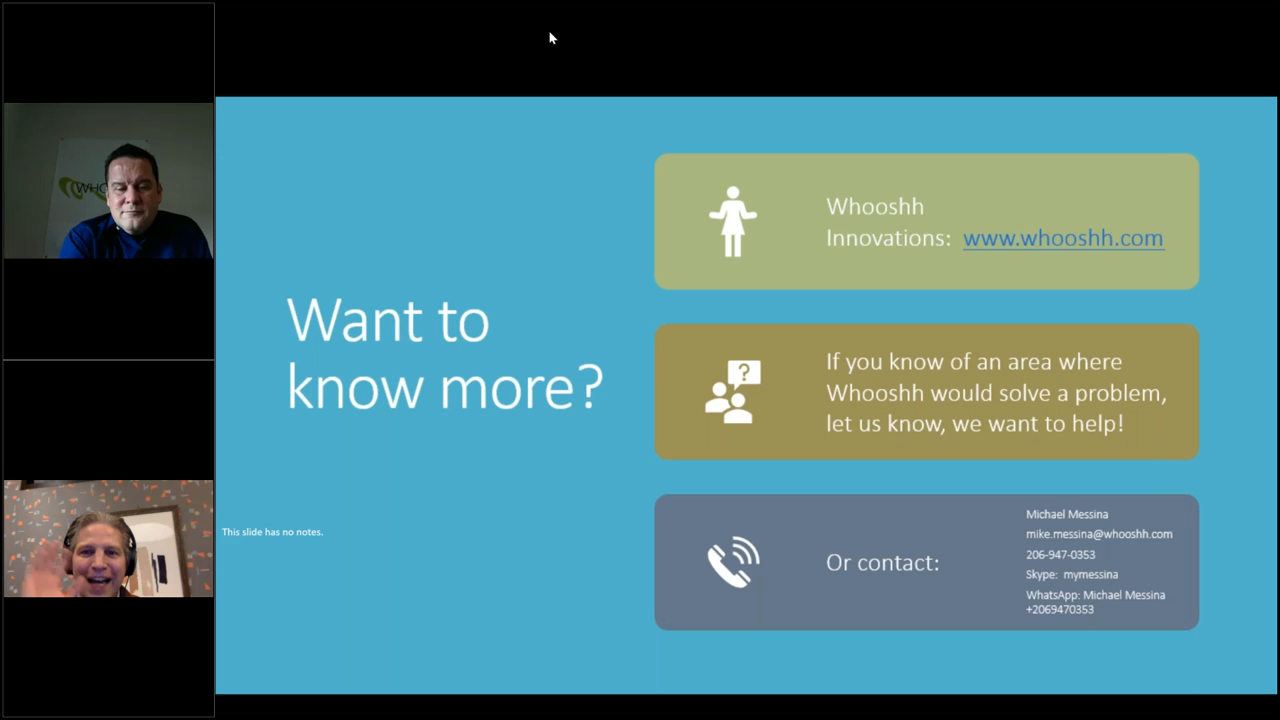 WHO
Want to
know more?
This slide has no notes.
Whooshh
Innovations: www.whooshh.com
?
If you know of an area where
Whooshh would solve a problem,
let us know, we want to help!
Or contact:
Michael Messina
mike.messina@whooshh.com
206-947-0353
Skype: mymessina
WhatsApp: Michael Messina
+2069470353